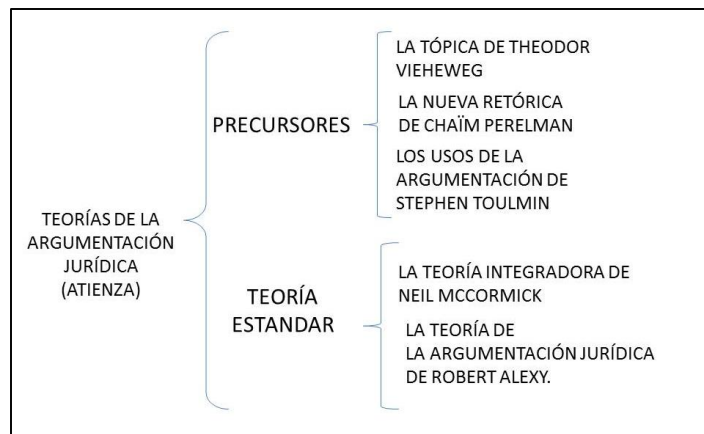 TEORÍAS DE LA
ARGUMENTACIÓN
JURÍDICA
(ATIENZA)
PRECURSORES
LA TÓPICA DE THEODOR
VIEHEWEG
LA NUEVA RETÓRICA
DE CHAÏM PERELMAN
LOS USOS DE LA
ARGUMENTACIÓN DE
STEPHEN TOULMIN
TEORÍA
ESTANDAR
LA TEORÍA INTEGRADORA DE
NEIL MCCORMICK
LA TEORÍA DE
LA ARGUMENTACIÓN JURÍDICA
DE ROBERT ALEXY.